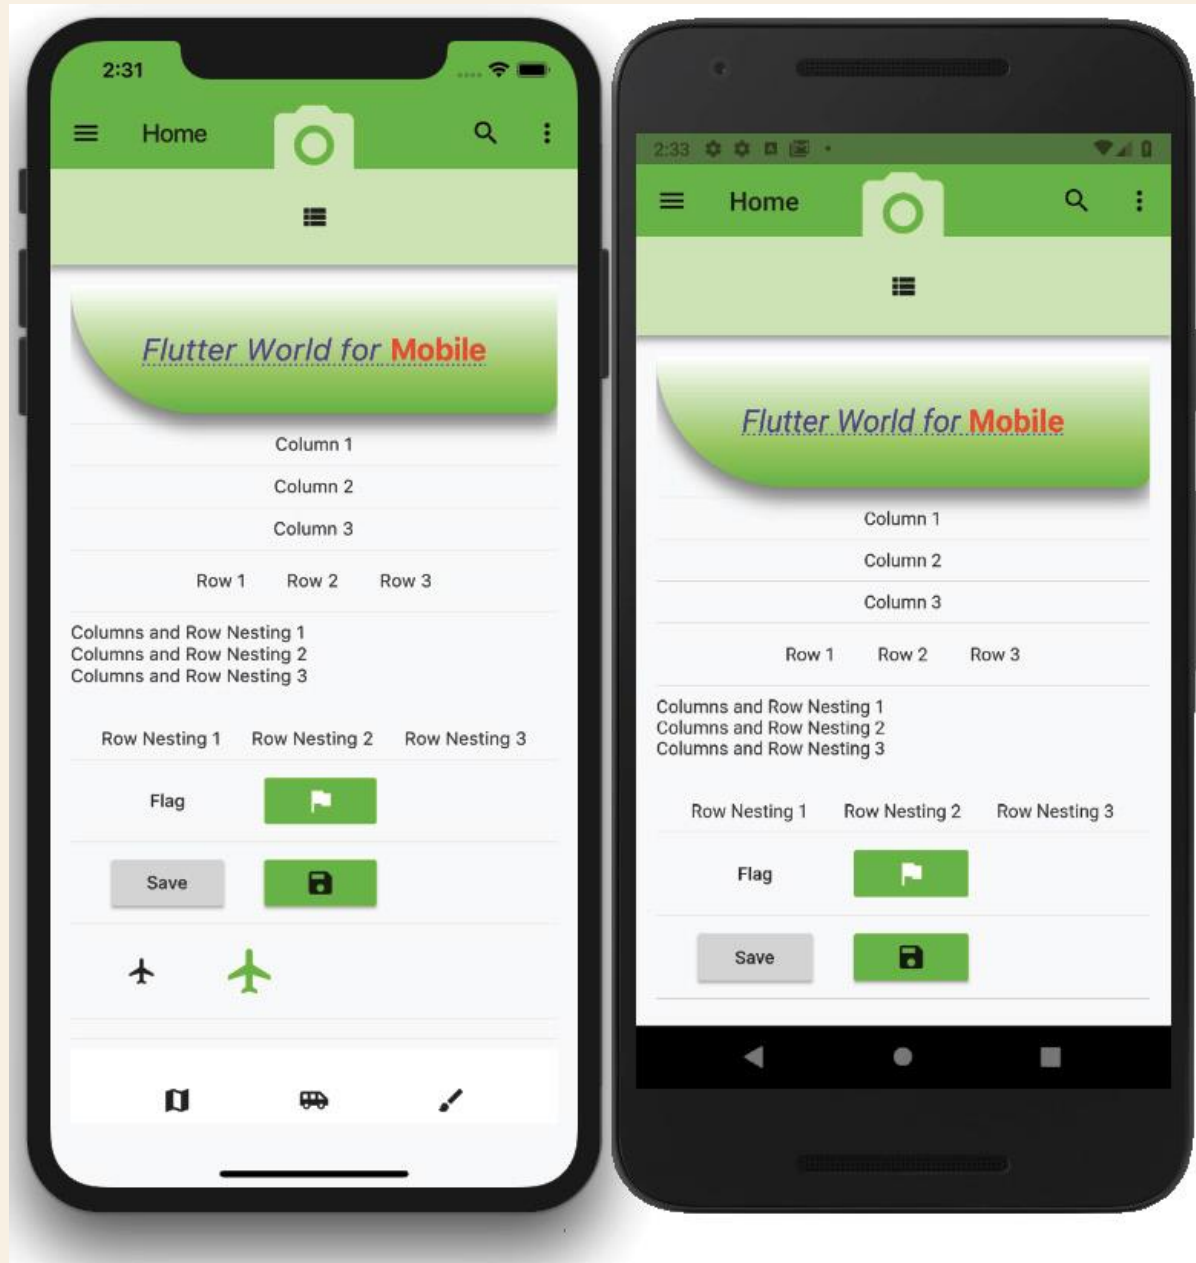 2:31
Home
Flutter World for Mobile
Column 1
Column 2
Column 3
Row 1 Row 2 Row 3
Columns and Row Nesting 1
Columns and Row Nesting 2
Columns and Row Nesting 3
Row Nesting 1 Row Nesting 2 Row Nesting 3
Flag
Save
2:33
Home
Flutter World for Mobile
Column 1
Column 2
Column 3
Row 1 Row 2 Row 3
Columns and Row Nesting 1
Columns and Row Nesting 2
Columns and Row Nesting 3
Row Nesting 1 Row Nesting 2 Row Nesting 3
Flag
Save